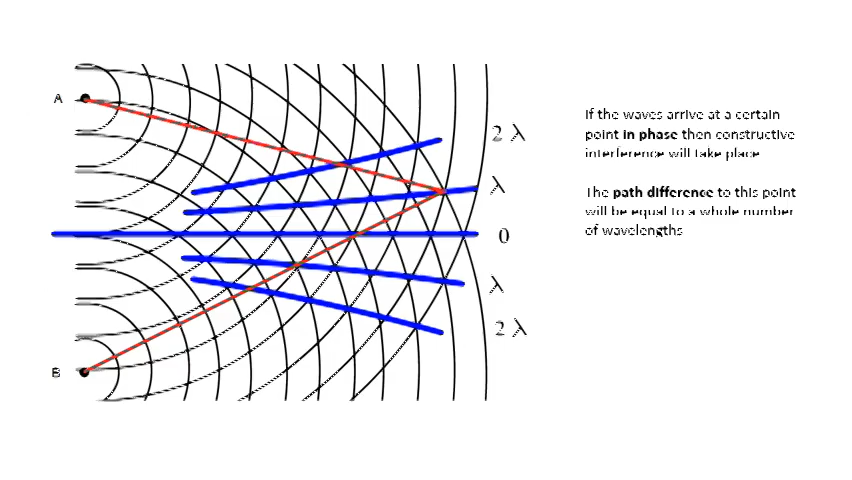 A
2 λ
λ
0
λ
2 λ
B
If the waves arrive at a certain
point in phase then constructive
interference will take place
The path difference to this point
will be equal to a whole number
of wavelengths